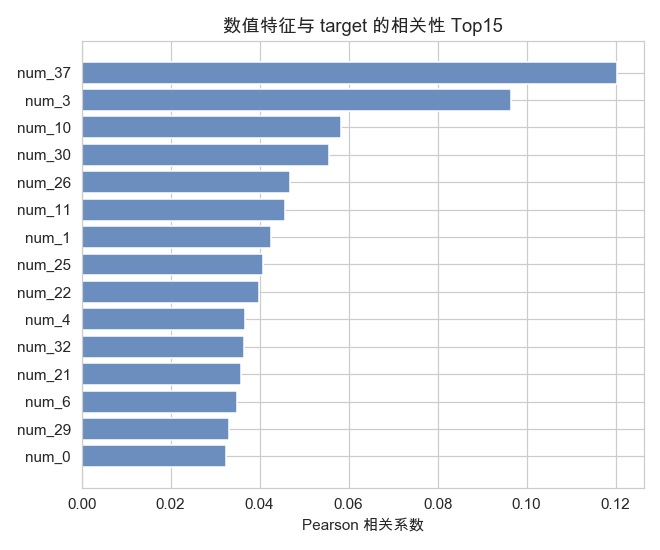 数值特征与 target 的相关性 Top15
num_37
num_3
num_10
num_30
num_26
num_11
num_1
num_25
num_22
num_4
num_32
num_21
num_6
num_29
num_0
0.00 0.02 0.04 0.06 0.08 0.10 0.12
Pearson 相关系数